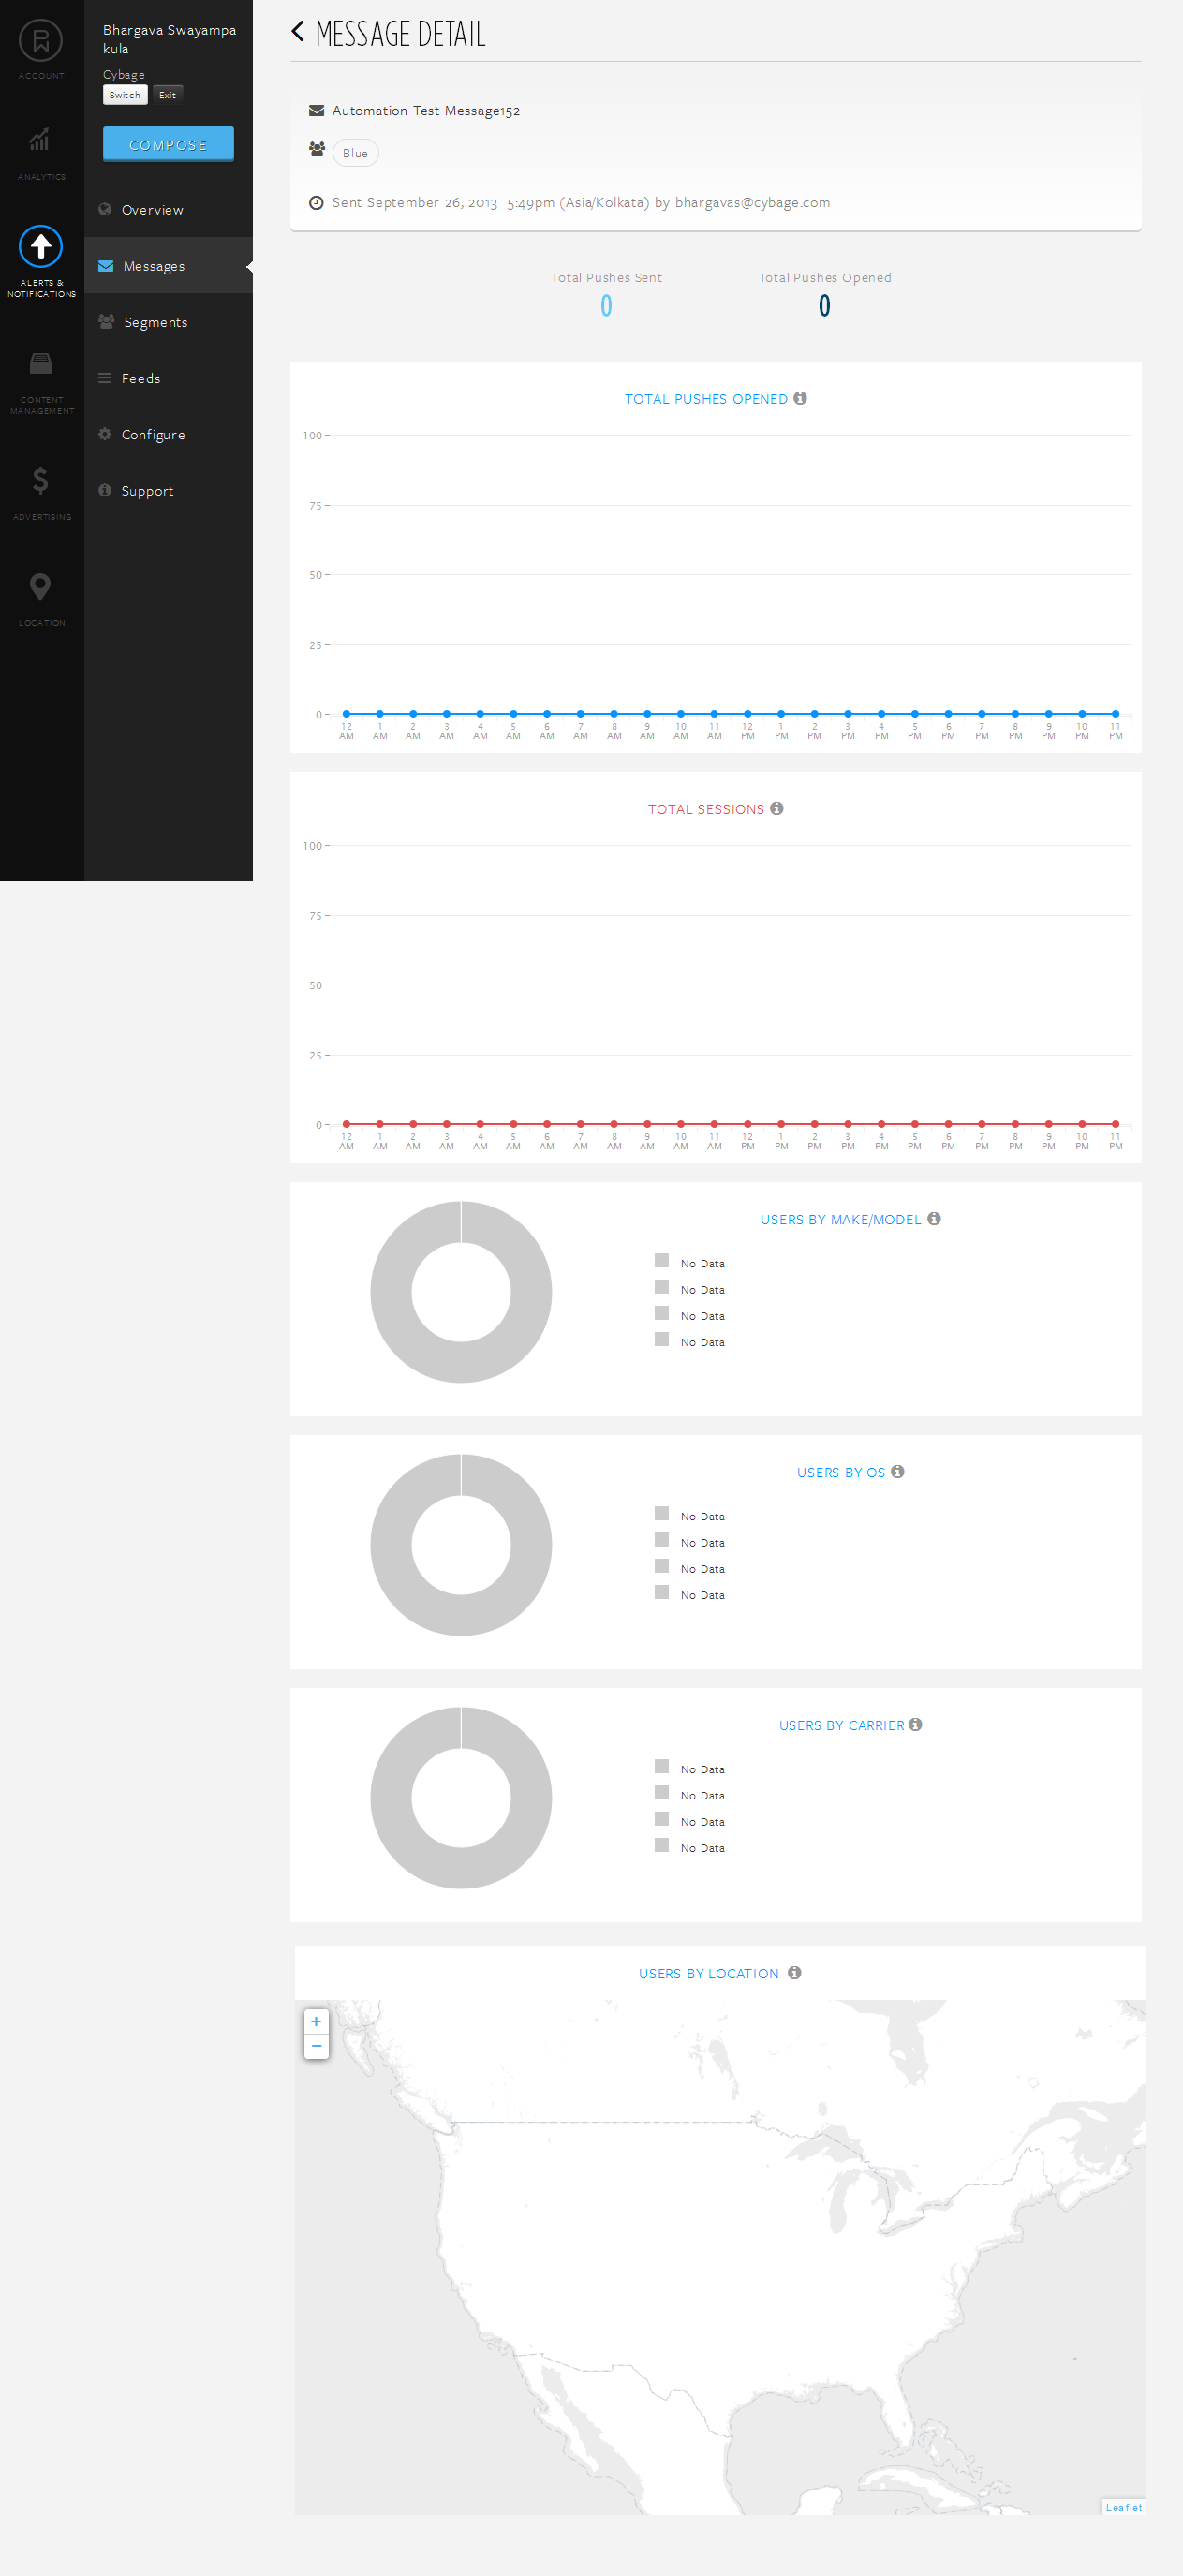 ACCOUNT
ANALYTICS
ALERTS &
NOTIFICATIONS
CONTENT
MANAGEMENT
ADVERTISING
LOCATION
Bhargava Swayampa
kula
Cybage
Switch Exit
COMPOSE
Overview
Messages
Segments
Feeds
Configure
Support
MESSAGE DETAIL
Automation Test Message152
Blue
Sent September 26, 2013 5:49pm (Asia/Kolkata) by bhargavas@cybage.com
Total Pushes Sent Total Pushes Opened
0 0
TOTAL PUSHES OPENED
100
75
50
25
0
12 1 2 3 4 5 6 7 8 9 10 11 12 1 2 3 4 5 6 7 8 9 10 11
AM AM AM AM AM AM AM AM AM AM AM AM PM PM PM PM PM PM PM PM PM PM PM PM
TOTAL SESSIONS
100
75
50
25
0
12 1 2 3 4 5 6 7 8 9 10 11 12 1 2 3 4 5 6 7 8 9 10 11
AM AM AM AM AM AM AM AM AM AM AM AM PM PM PM PM PM PM PM PM PM PM PM PM
USERS BY MAKE/MODEL
No Data
No Data
No Data
No Data
USERS BY OS
No Data
No Data
No Data
No Data
USERS BY CARRIER
No Data
No Data
No Data
No Data
USERS BY LOCATION
+
−
Leaflet